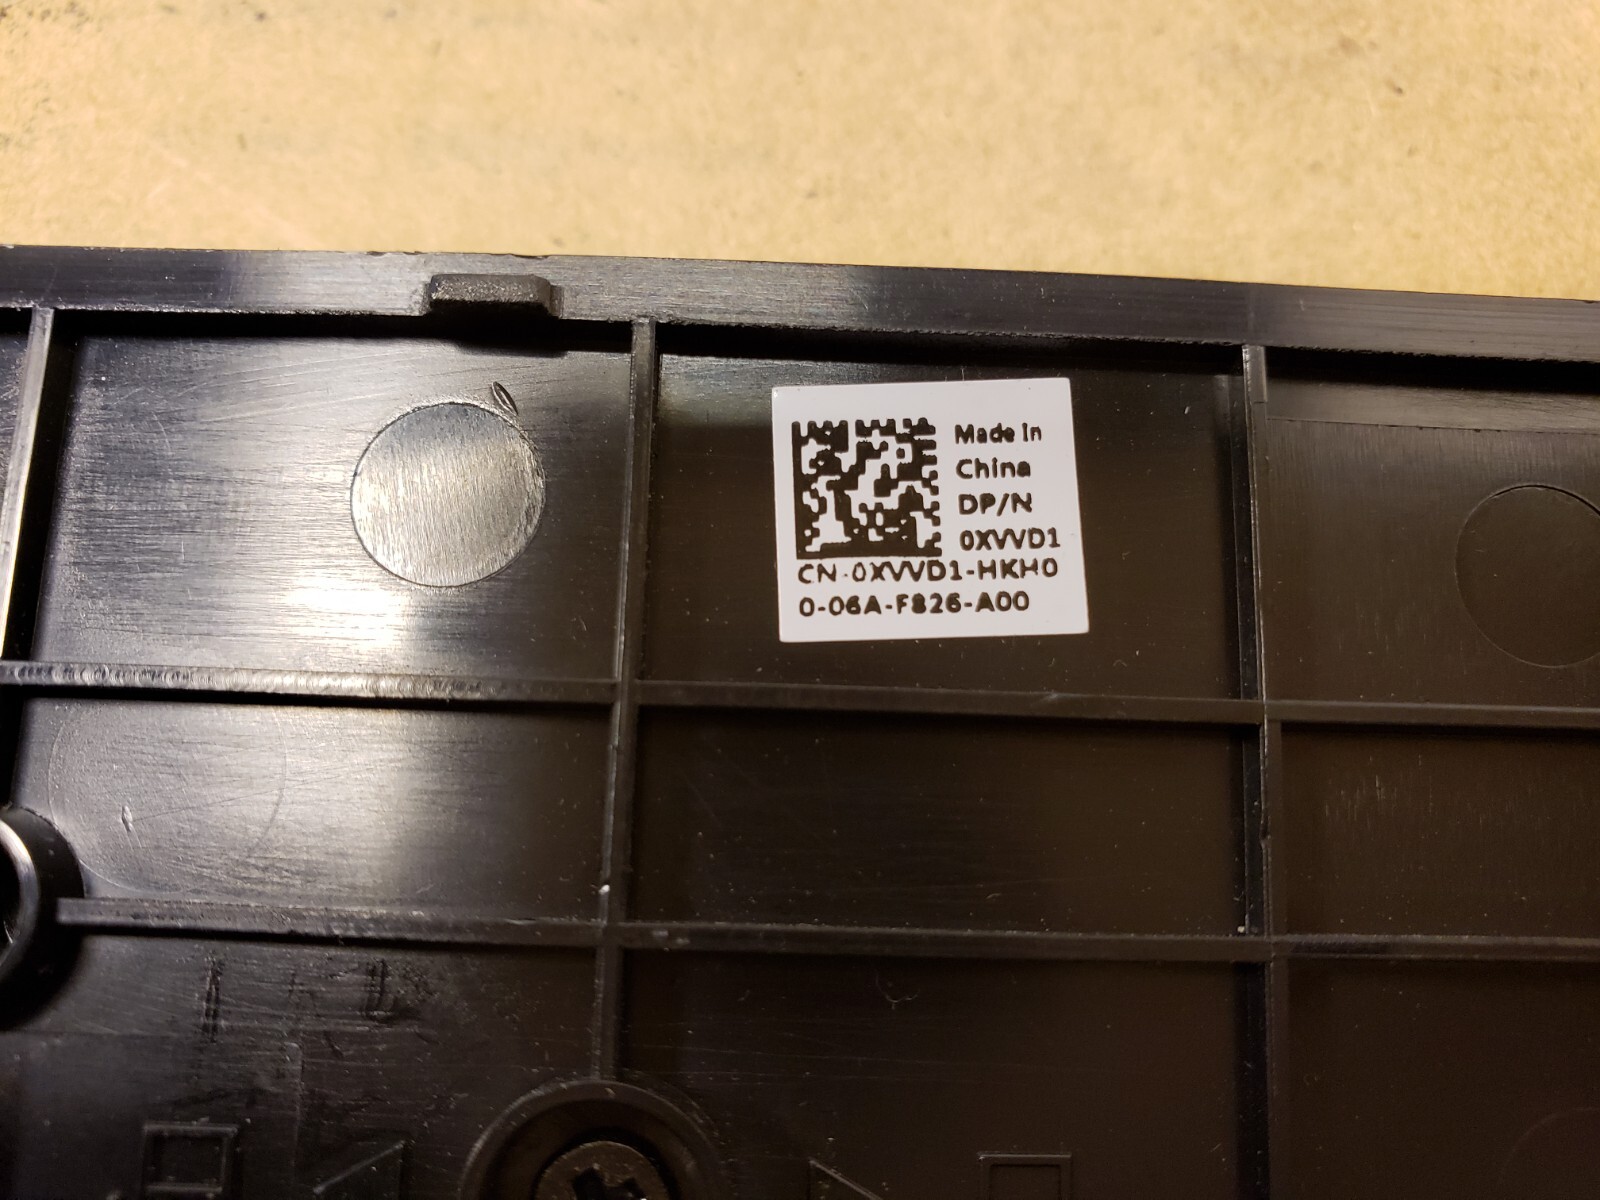 Made in
China
DP/N
0XVVD1
CN-0XVVD1-HKH0
0-06A-F826-A00